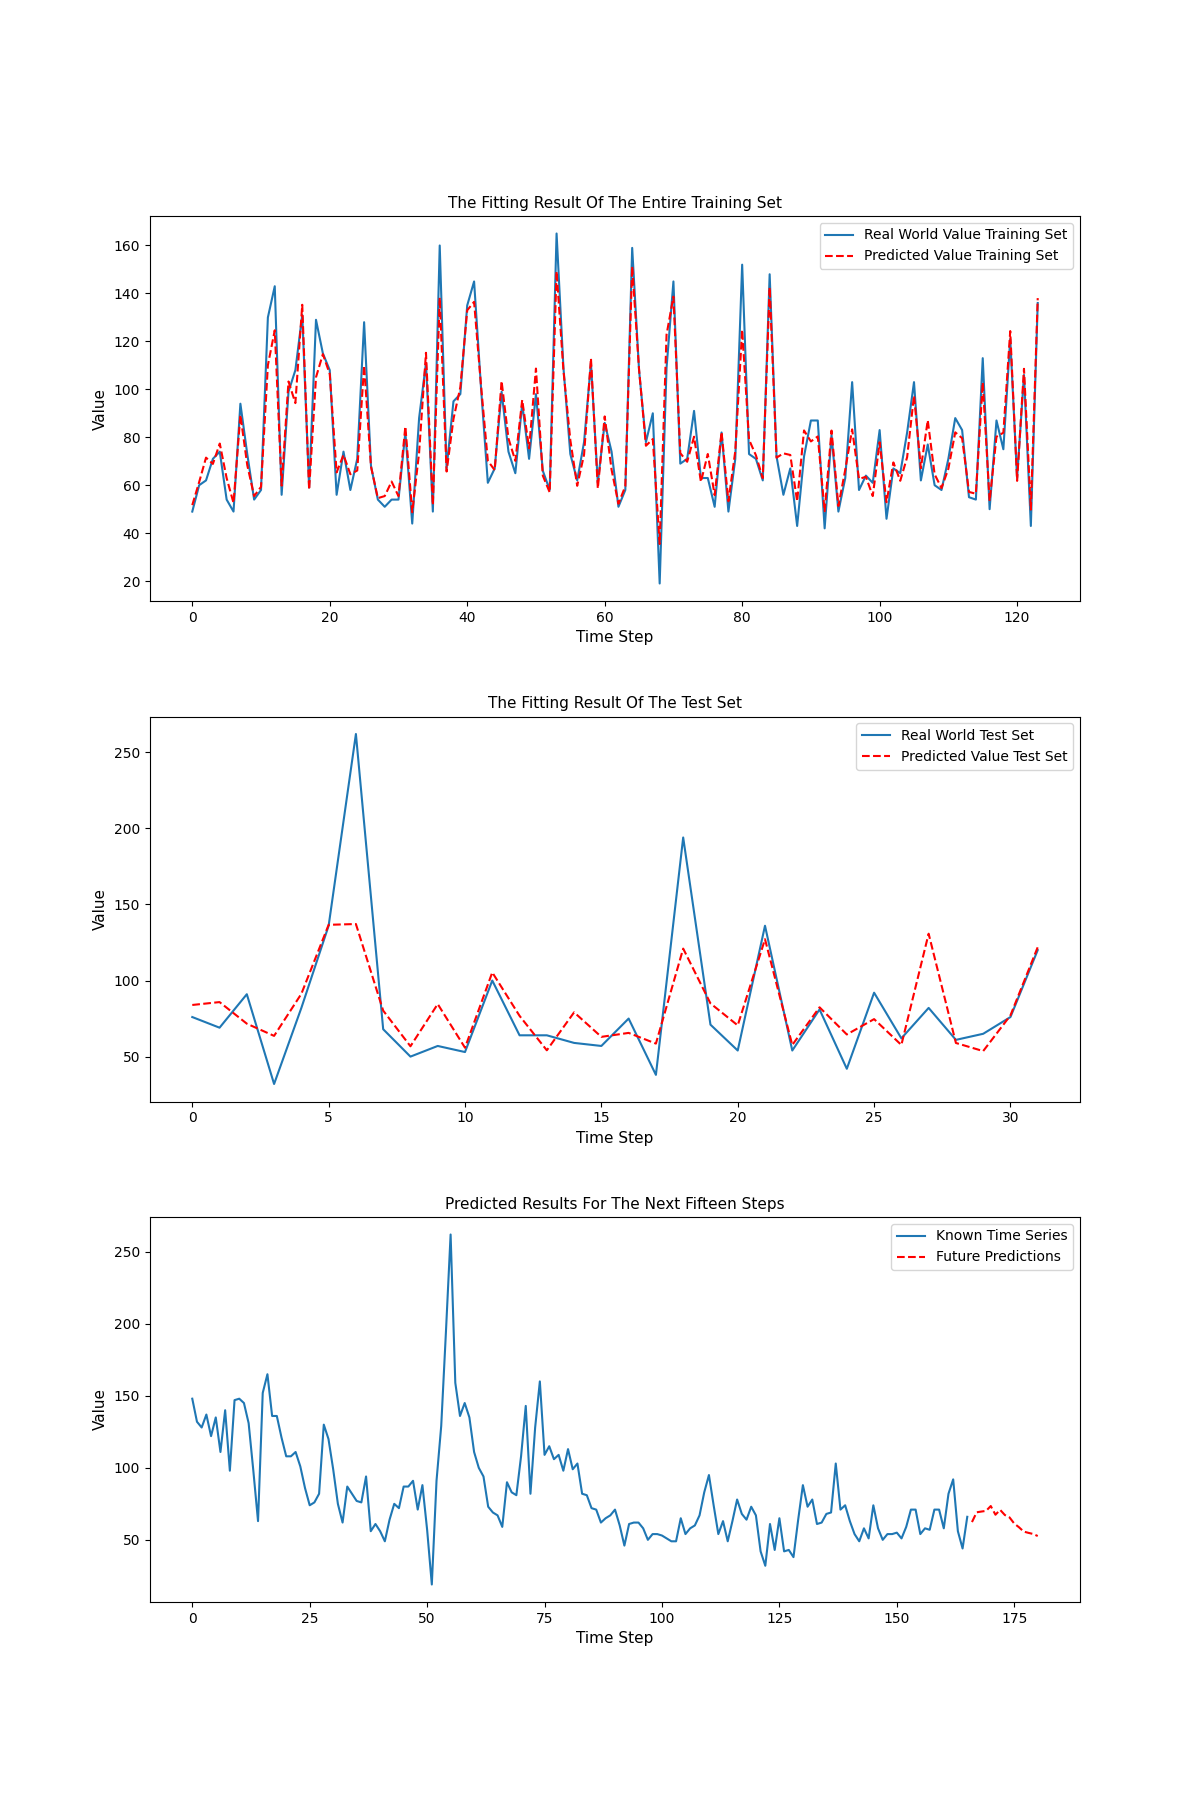 The Fitting Result Of The Entire Training Set
Real World Value Training Set
Predicted Value Training Set
160
140
120
100
80
60
40
20
Value
0 20 40 60 80 100 120
Time Step
The Fitting Result Of The Test Set
Real World Test Set
Predicted Value Test Set
250
200
150
100
50
Value
0 5 10 15 20 25 30
Time Step
Predicted Results For The Next Fifteen Steps
Known Time Series
Future Predictions
250
200
150
100
50
Value
0 25 50 75 100 125 150 175
Time Step